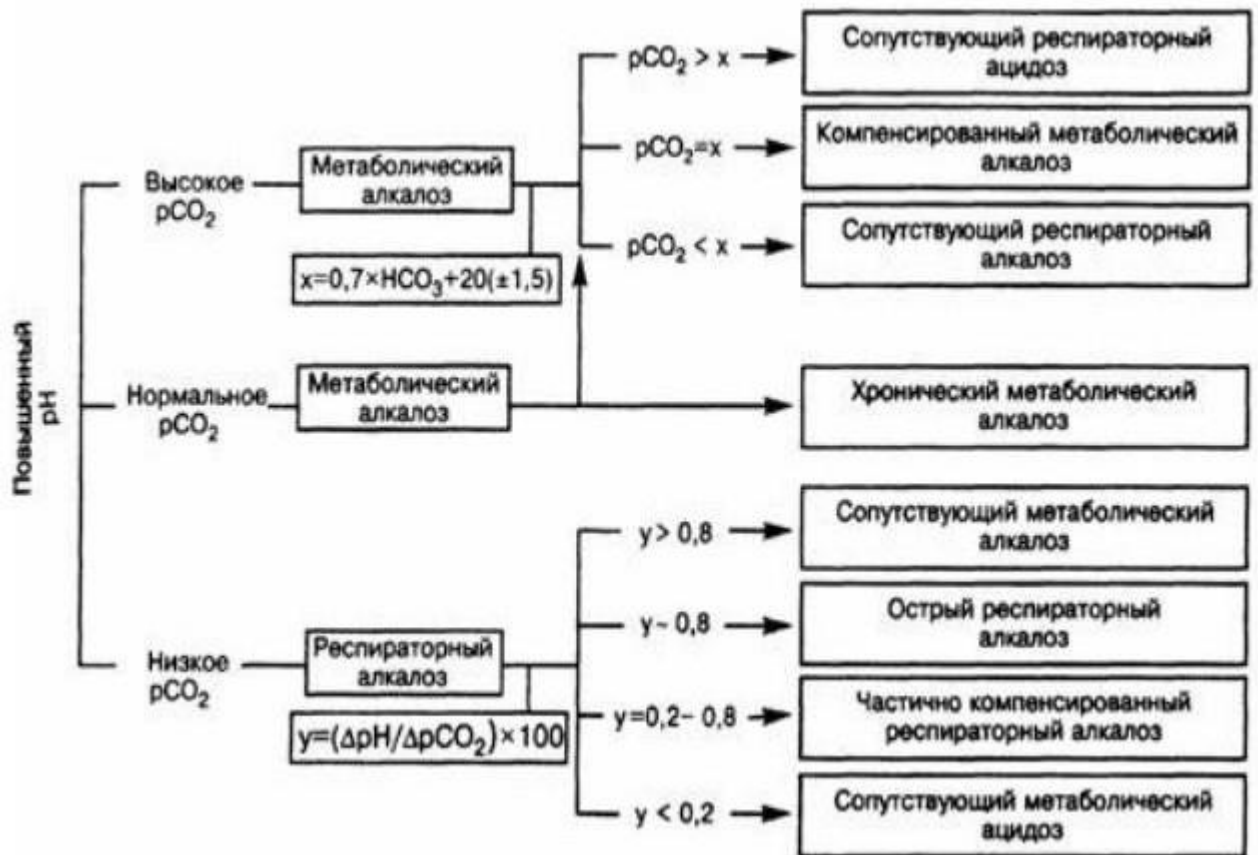 Повышенный
pH
Высокое
pCO₂
Метаболический
алкалоз
x=0,7×HCO₃+20(±1,5)
pCO₂ > x
Сопутствующий респираторный
ацидоз
pCO₂=x
Компенсированный метаболический
алкалоз
pCO₂ < x
Сопутствующий респираторный
алкалоз
Нормальное
pCO₂
Метаболический
алкалоз
Хронический метаболический
алкалоз
Низкое
pCO₂
Респираторный
алкалоз
y=(ΔpH/ΔpCO₂)×100
y> 0,8
Сопутствующий метаболический
алкалоз
y~ 0,8
Острый респираторный
алкалоз
y=0,2– 0,8
Частично компенсированный
респираторный алкалоз
y < 0,2
Сопутствующий метаболический
ацидоз